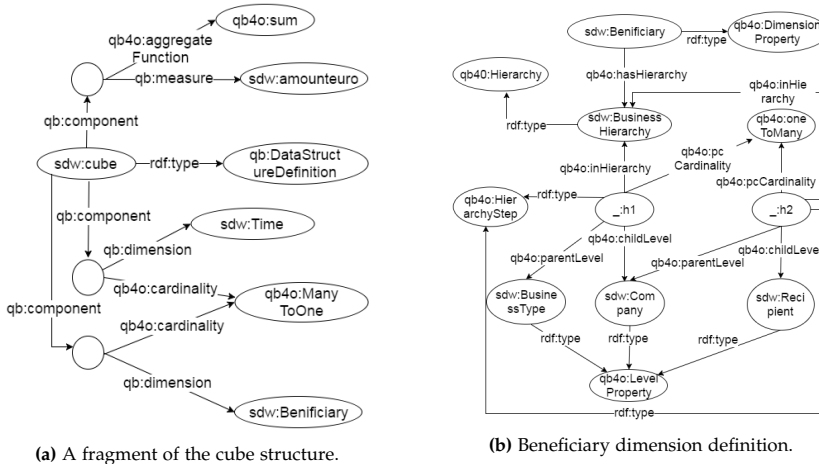 qb4o:sum
qb4o:aggregate
Function
qb:measure
sdw:amounteuro
qb:component
sdw:cube
rdf:type
qb:DataStruct
ureDefinition
qb:component
sdw:Time
qb:dimension
qb4o:cardinality
qb4o:Many
ToOne
qb:component
qb4o:cardinality
qb:dimension
sdw:Benificiary
(a) A fragment of the cube structure.
sdw:Benificiary
rdf:type
qb4o:Dimension
Property
qb4o:hasHierarchy
qb40:Hierarchy
qb4o:inHie
rarchy
rdf:type
sdw:Business
Hierarchy
qb4o:one
ToMany
qb4o:pc
Cardinality
qb4o:inHierarchy
qb4o:pcCardinality
rdf:type
qb4o:Hier
archyStep
_:h1
_:h2
qb4o:childLevel
qb4o:parentLevel
qb4o:parentLevel
qb4o:childLevel
sdw:Busine
ssType
sdw:Com
pany
sdw:Reci
pient
rdf:type
rdf:type
rdf:type
qb4o:Level
Property
rdf:type
(b) Beneficiary dimension definition.